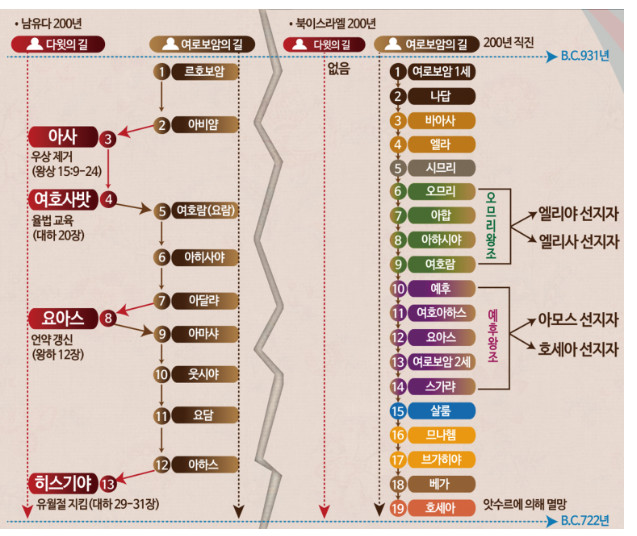 • 남유다 200년
다윗의 길
여로보암의 길
1 르호보암
2 아비얌
아사 3
우상 제거
(왕상 15:9-24)
여호사밧 4
율법 교육
(대하 20장)
5 여호람(요람)
6 아히사야
7 아달랴
요아스 8
언약 갱신
(왕하 12장)
9 아마샤
10 웃시야
11 요담
12 아하스
히스기야 13
유월절 지킴(대하 29-31장)
• 북이스라엘 200년
다윗의 길
여로보암의 길
200년 직진
없음
B.C.931년
1 여로보암 1세
2 나답
3 바아사
4 엘라
5 시므리
6 오므리
7 아합
8 아하시야
9 여호람
오므리왕조
엘리야 선지자
엘리사 선지자
10 예후
11 여호아하스
12 요아스
13 여로보암 2세
14 스가랴
예후왕조
아모스 선지자
호세아 선지자
15 살룸
16 므나헴
17 브가히야
18 베가
19 호세아
앗수르에 의해 멸망
B.C.722년